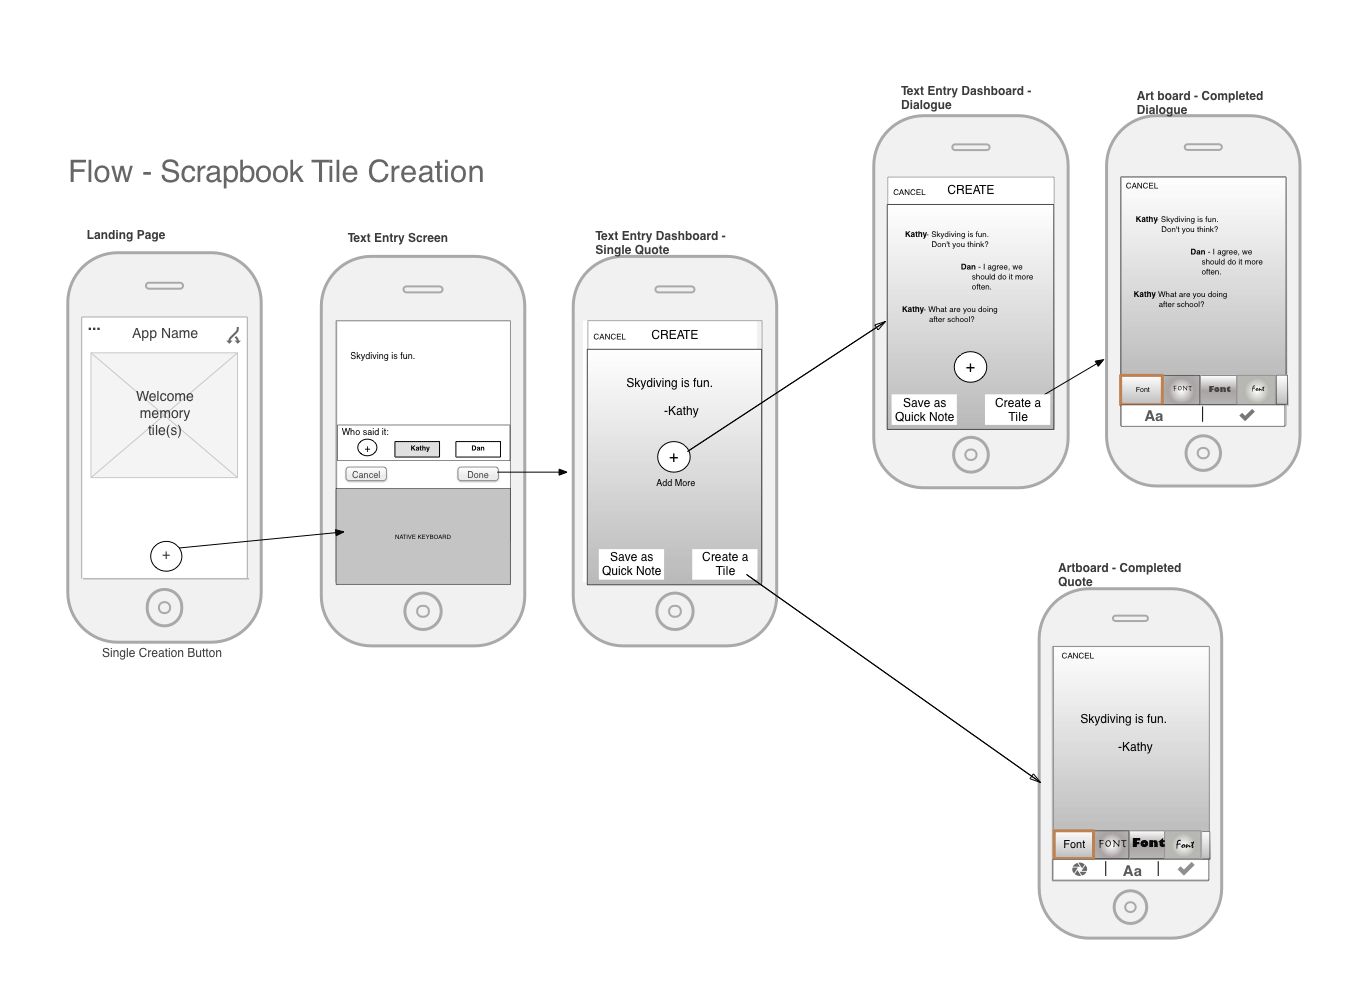 Flow - Scrapbook Tile Creation
Landing Page
...
App Name
Welcome
memory
tile(s)
+
Single Creation Button
Text Entry Screen
Skydiving is fun.
Who said it:
+
Kathy
Dan
Cancel
Done
NATIVE KEYBOARD
Text Entry Dashboard -
Single Quote
CANCEL CREATE
Skydiving is fun.
-Kathy
+
Add More
Save as
Quick Note
Create a
Tile
Text Entry Dashboard -
Dialogue
CANCEL CREATE
Kathy- Skydiving is fun.
Don't you think?
Dan - I agree, we
should do it more
often.
Kathy- What are you doing
after school?
+
Save as
Quick Note
Create a
Tile
Art board - Completed
Dialogue
CANCEL
Kathy Skydiving is fun.
Don't you think?
Dan - I agree, we
should do it more
often.
Kathy What are you doing
after school?
Font FONT Font Font
Aa
Artboard - Completed
Quote
CANCEL
Skydiving is fun.
-Kathy
Font FONT Font Font
Aa